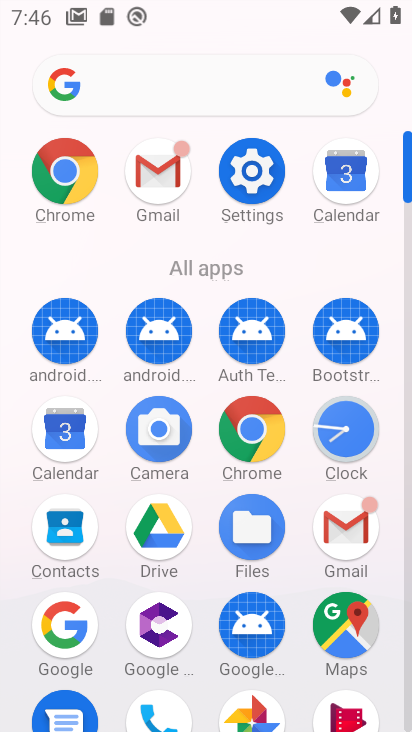 7:46
Chrome Gmail Settings Calendar
3
All apps
android.... android.... Auth Te... Bootstr...
3
Calendar Camera Chrome Clock
Contacts Drive Files Gmail
Google Google ... Google... Maps